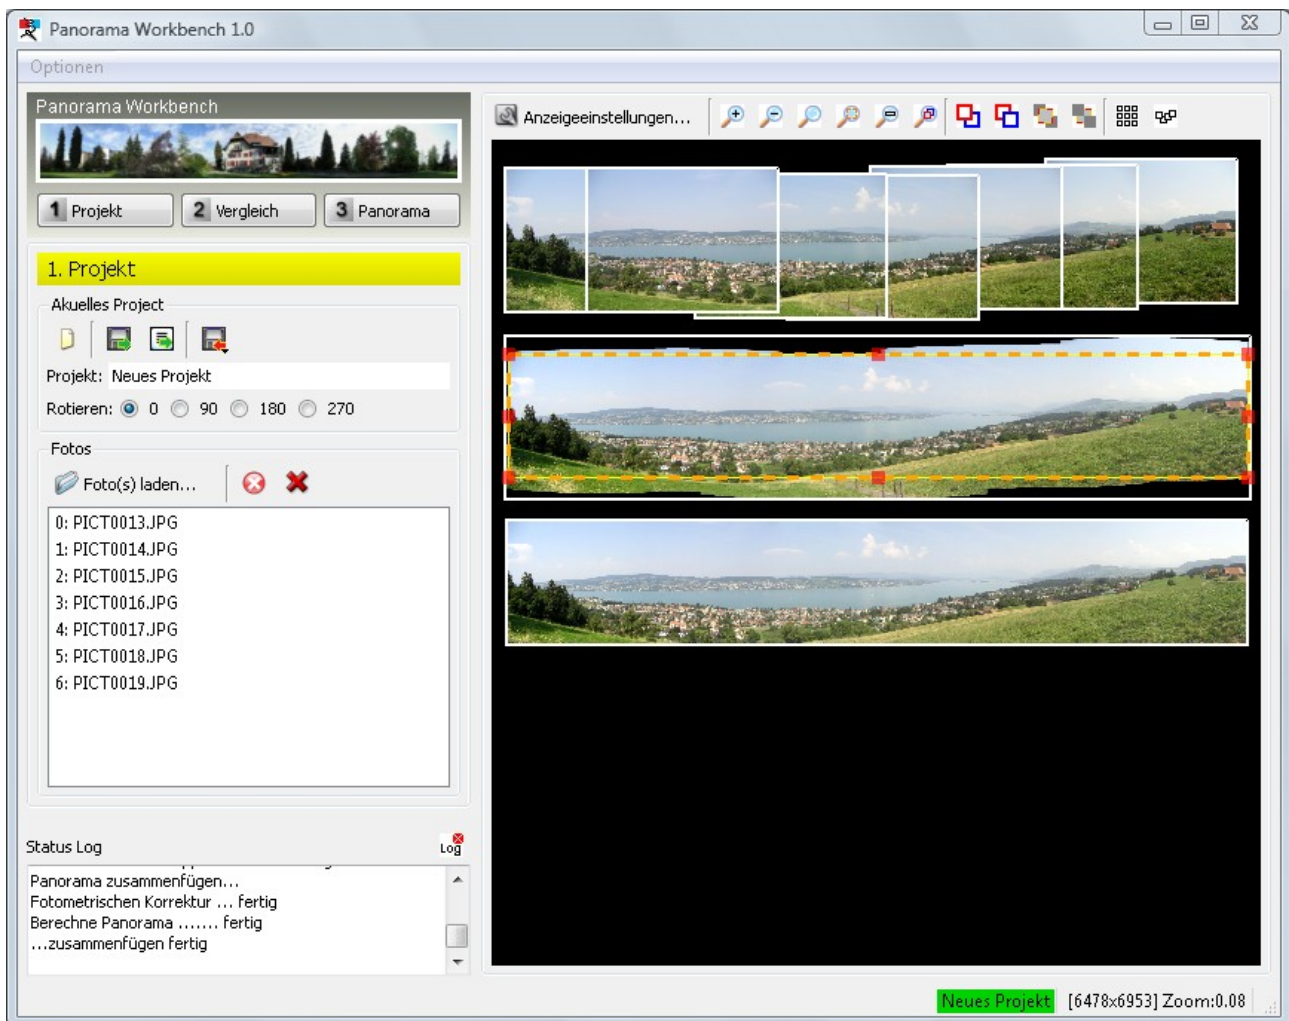 Panorama Workbench 1.0
Optionen
Panorama Workbench
1 Projekt
2 Vergleich
3 Panorama
1. Projekt
Akuelles Project
Projekt: Neues Projekt
Rotieren: 0 90 180 270
Fotos
Foto(s) laden...
0: PICT0013.JPG
1: PICT0014.JPG
2: PICT0015.JPG
3: PICT0016.JPG
4: PICT0017.JPG
5: PICT0018.JPG
6: PICT0019.JPG
Status Log
Log
Panorama zusammenfügen...
Fotometrischen Korrektur ... fertig
Berechne Panorama ....... fertig
...zusammenfügen fertig
Anzeigeeinstellungen...
Neues Projekt
[6478x6953] Zoom:0.08